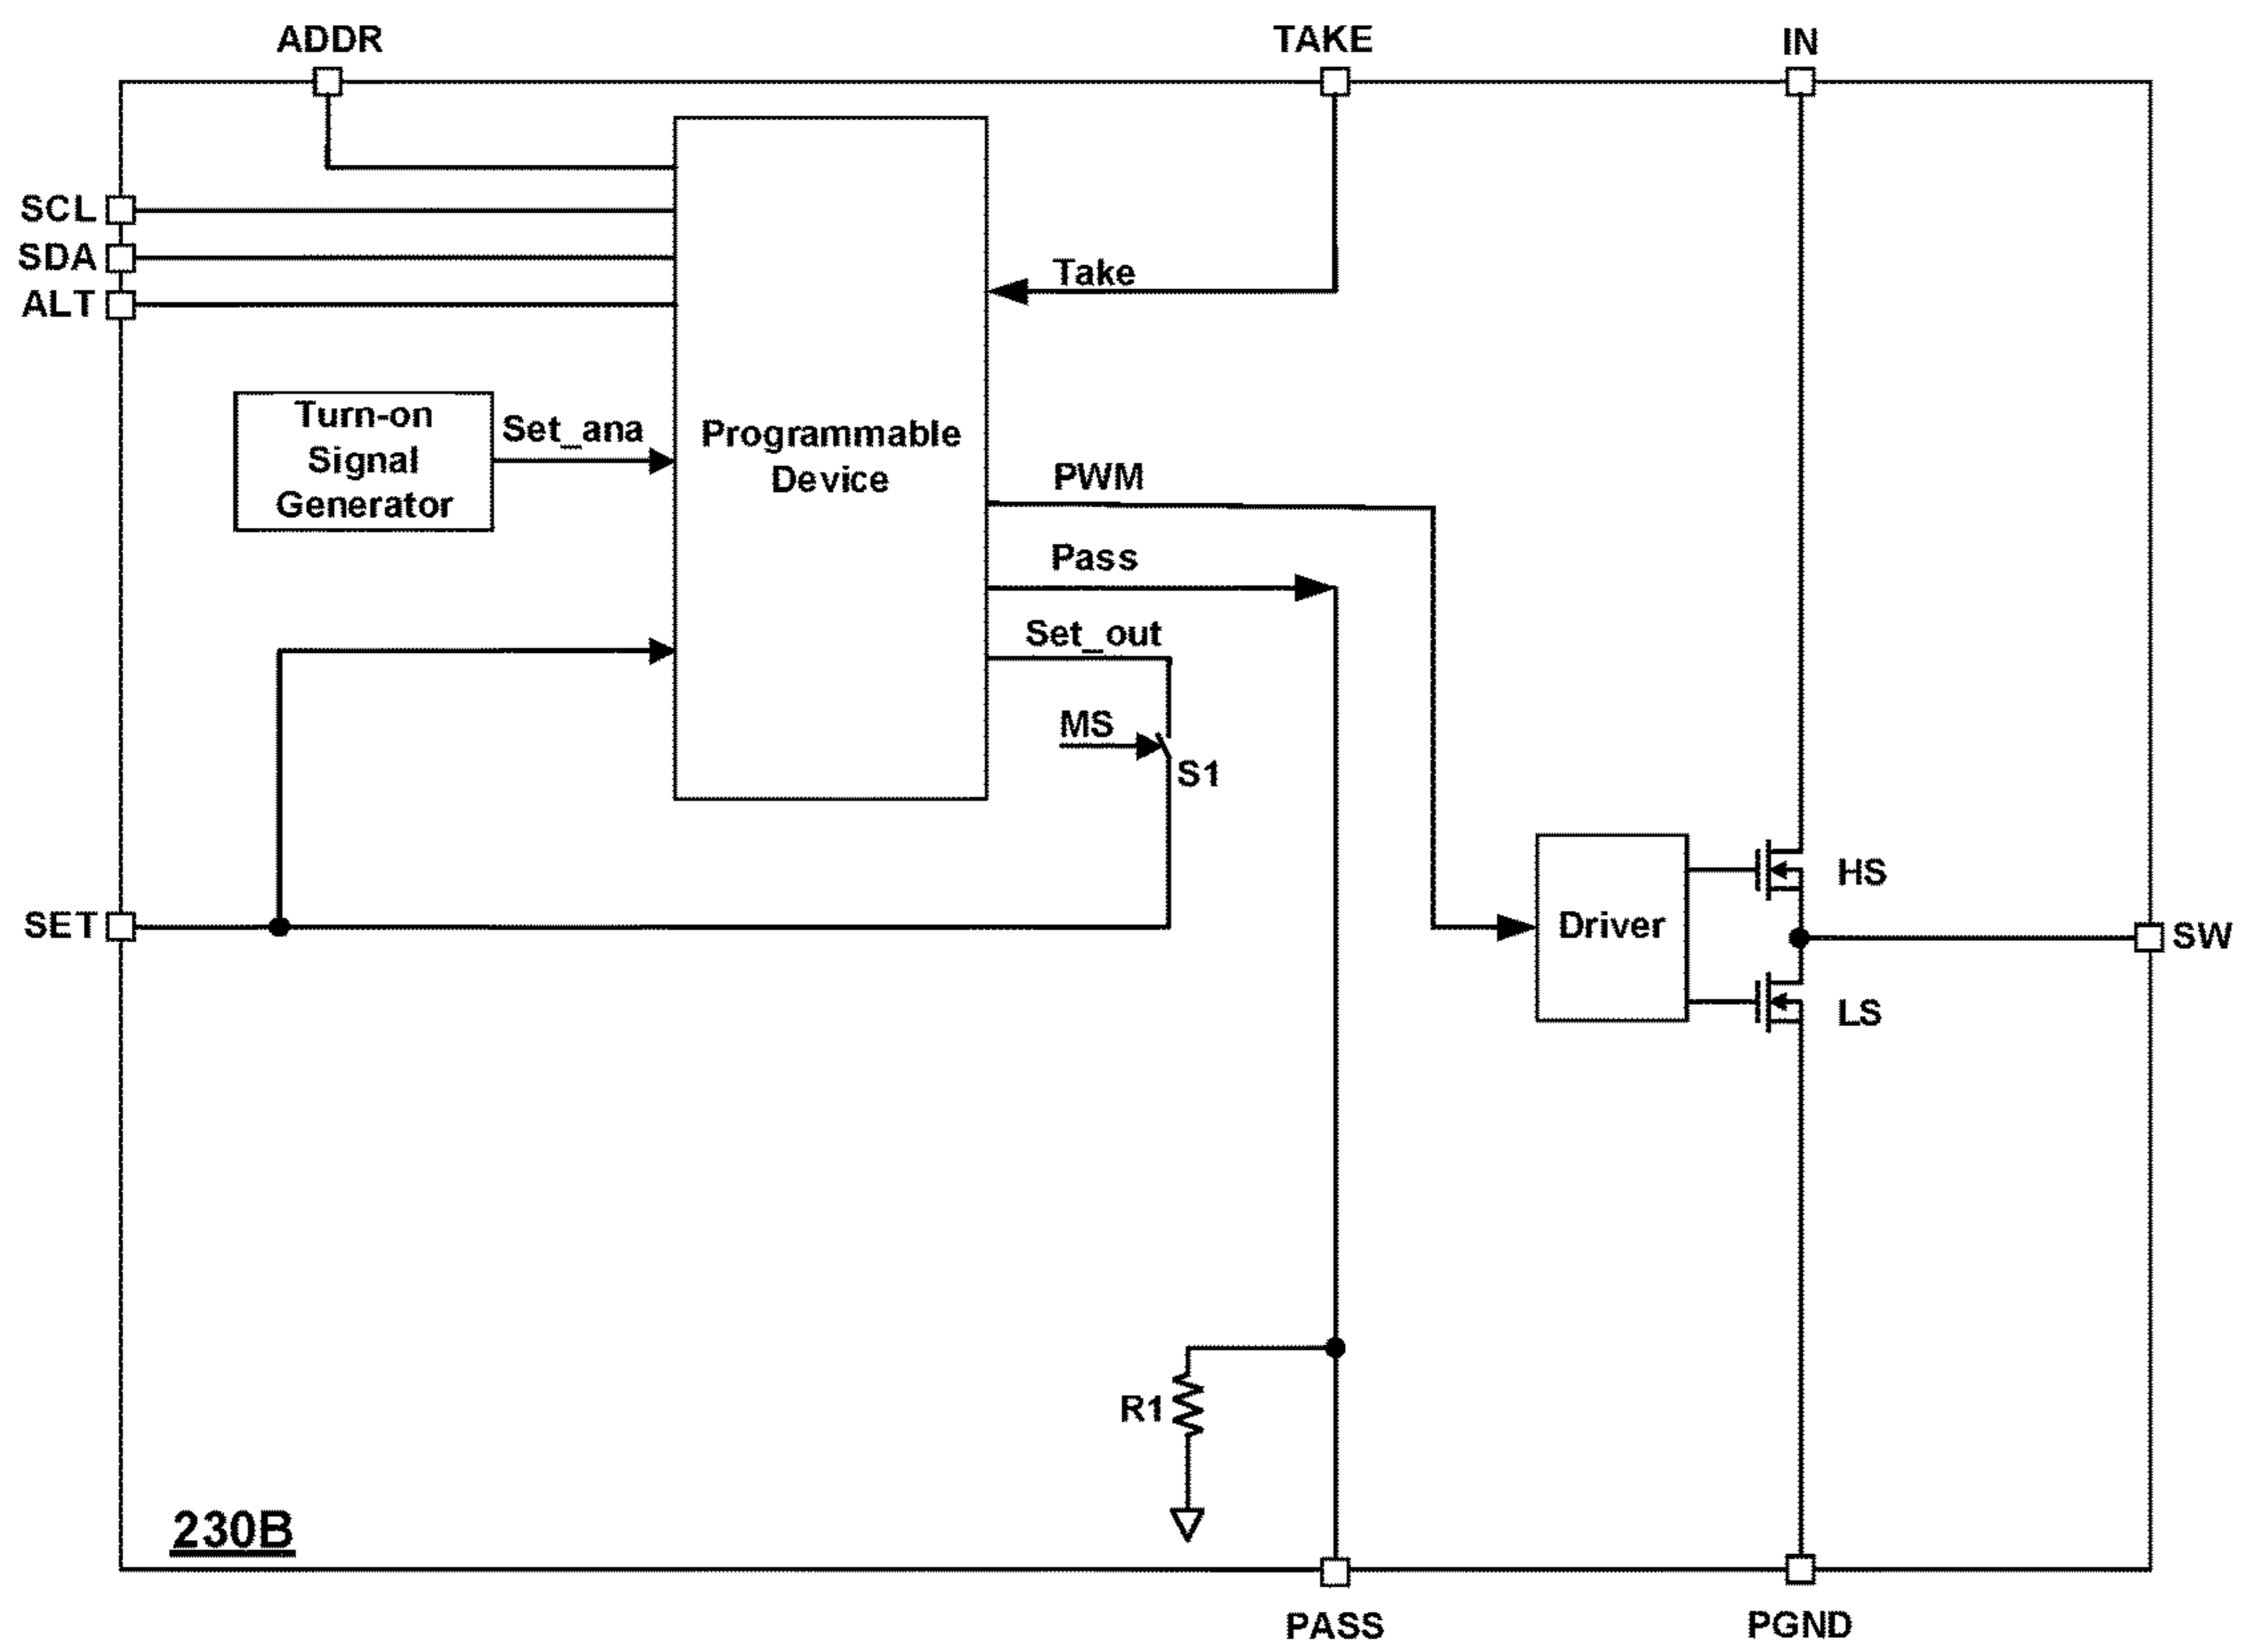 ADDR
TAKE
IN
SCL
SDA
ALT
Take
Turn-on
Signal
Generator
Set_ana
Programmable
Device
PWM
Pass
Set_out
MS
S1
SET
Driver
HS
SW
LS
R1
230B
PASS
PGND